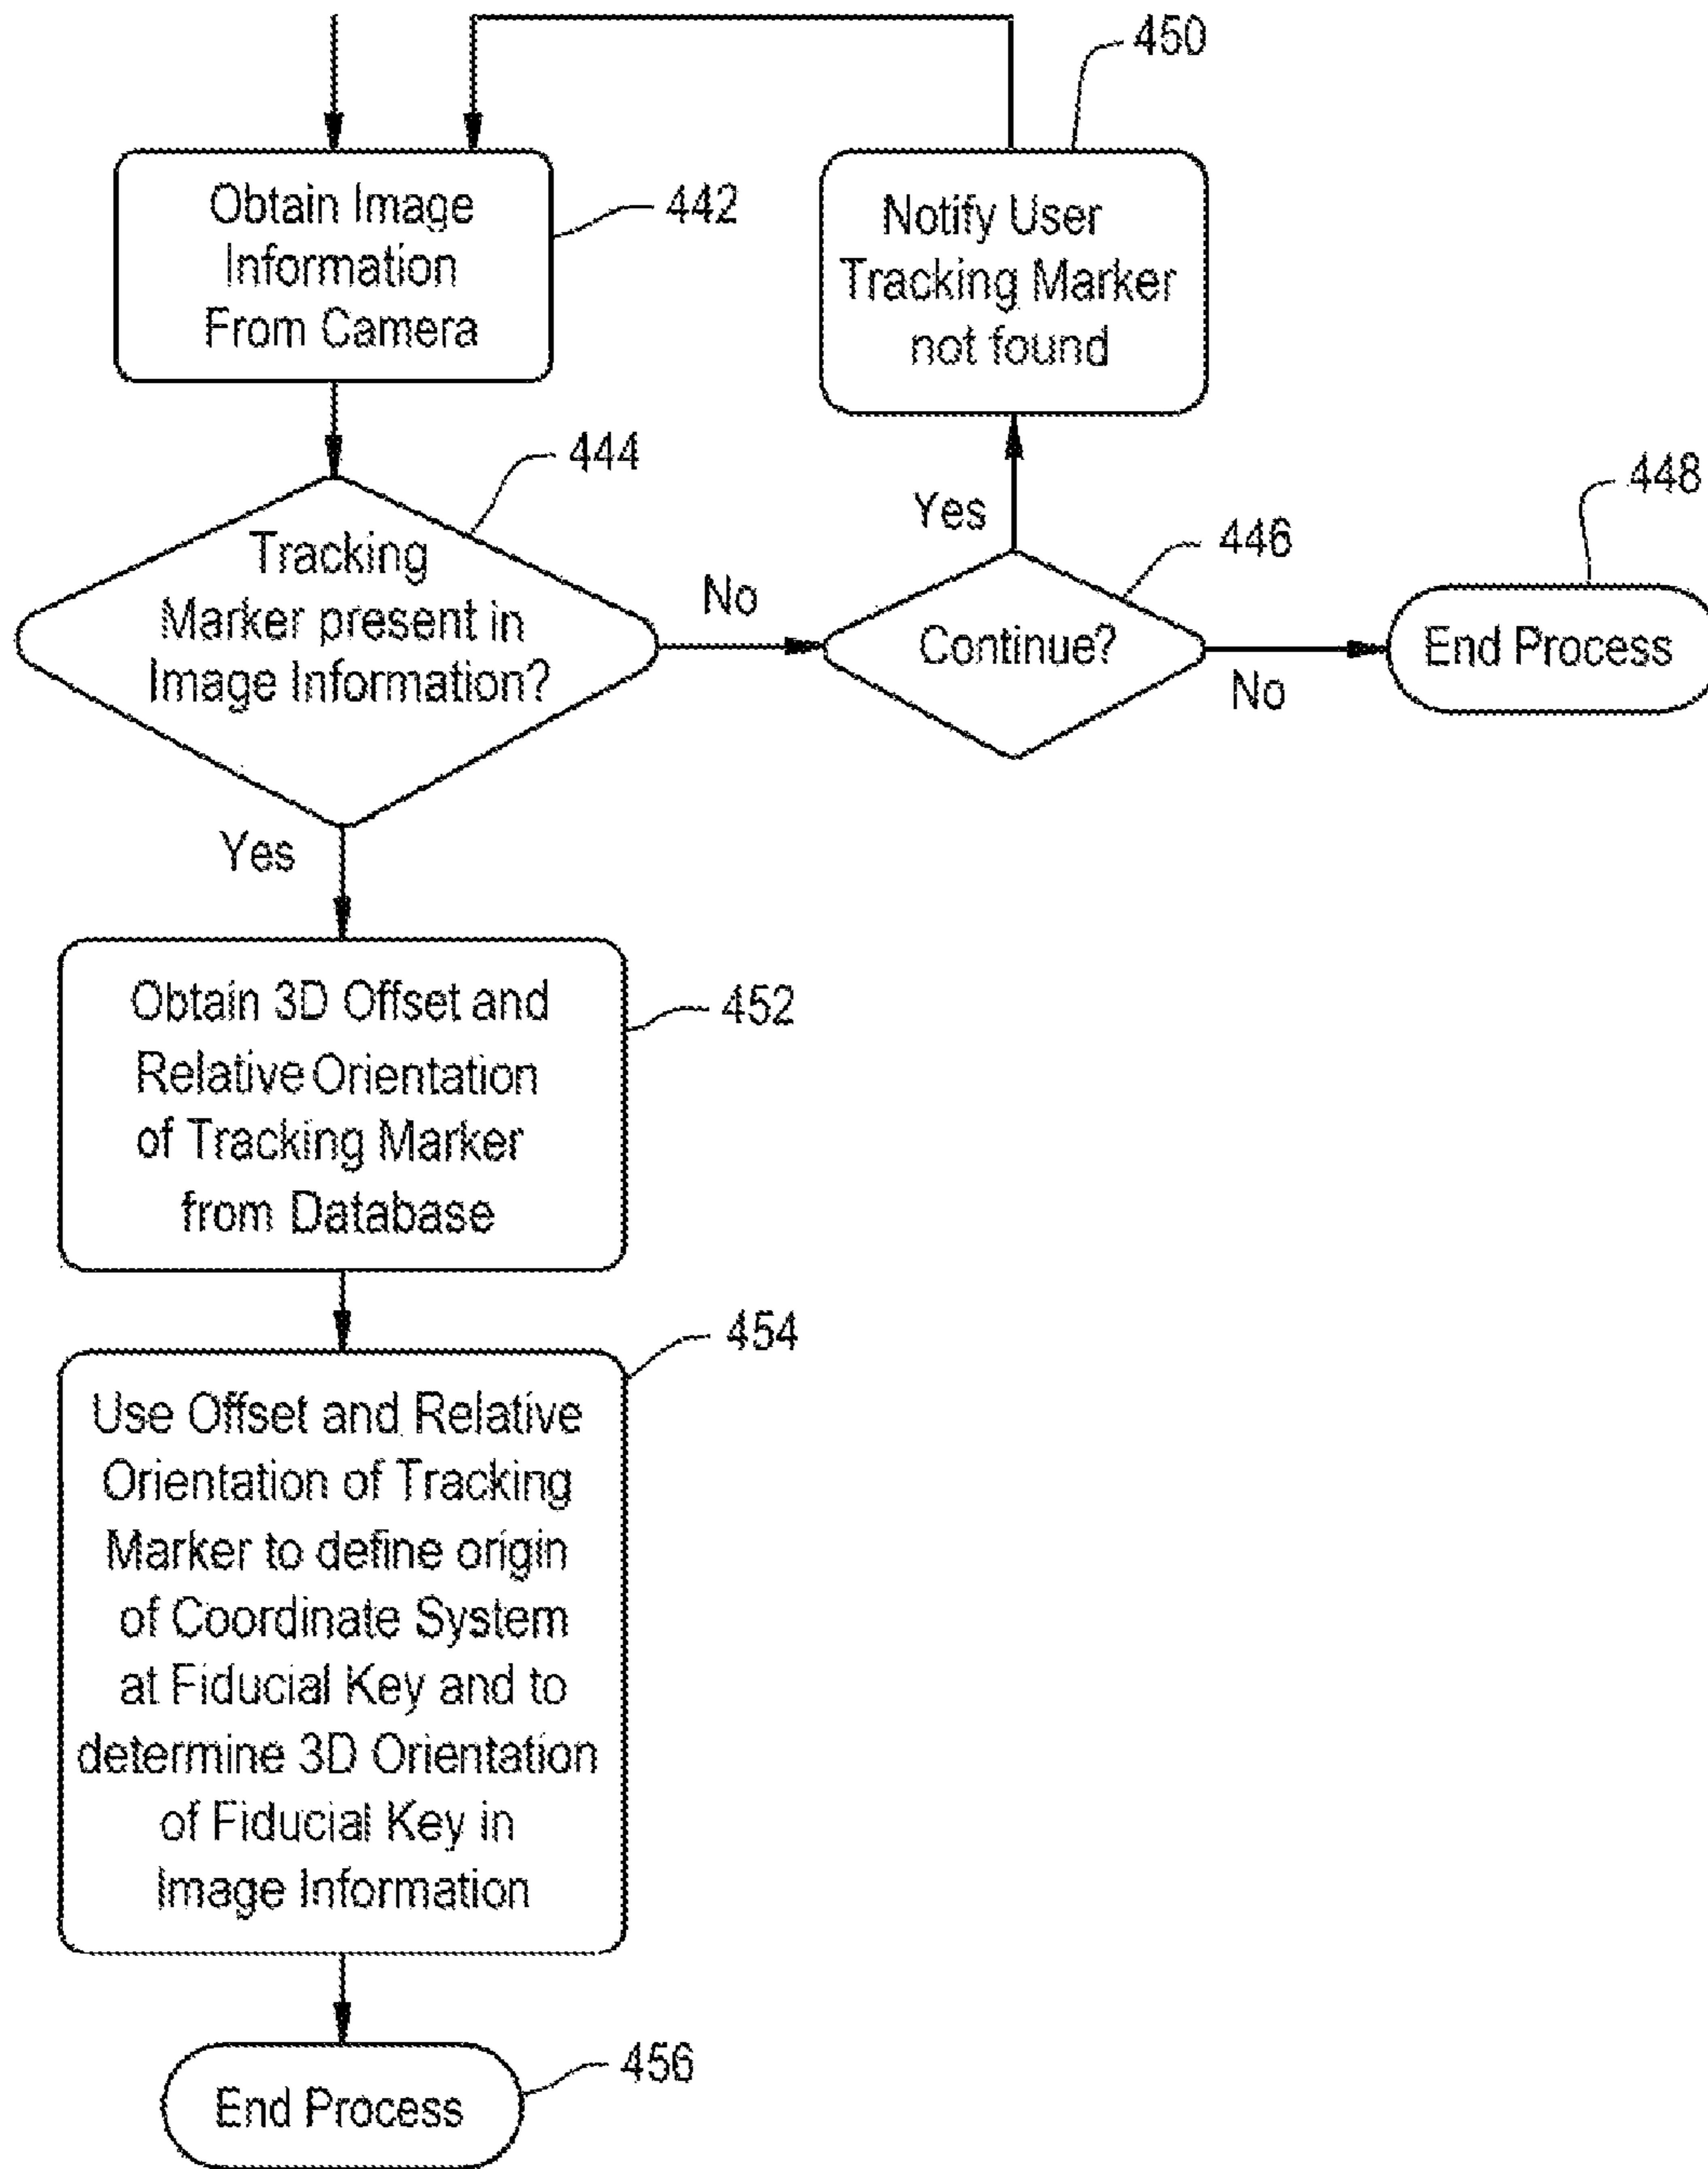 450
Obtain Image
Information
From Camera
442
Notify User
Tracking Marker
not found
444
Tracking
Marker present in
Image Information?
No
Yes
446
Continue?
No
448
End Process
Yes
Obtain 3D Offset and
Relative Orientation
of Tracking Marker
from Database
452
454
Use Offset and Relative
Orientation of Tracking
Marker to define origin
of Coordinate System
at Fiducial Key and to
determine 3D Orientation
of Fiducial Key in
Image Information
456
End Process